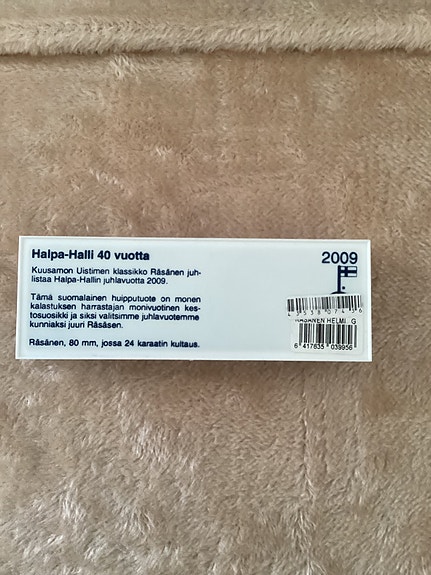 Halpa-Halli 40 vuotta
2009
Kuusamon Uistimen klassikko Räsänen juh-
listaa Halpa-Hallin juhlavuotta 2009.
Tämä suomalainen huipputuote on monen
kalastuksen harrastajan monivuotinen kes-
tosuosikki ja siksi valitsimme juhlavuotemme
kunniaksi juuri Räsäsen.
Räsänen, 80 mm, jossa 24 karaatin kultaus.
RÄSÄNEN HELMI G
6 417835 039956